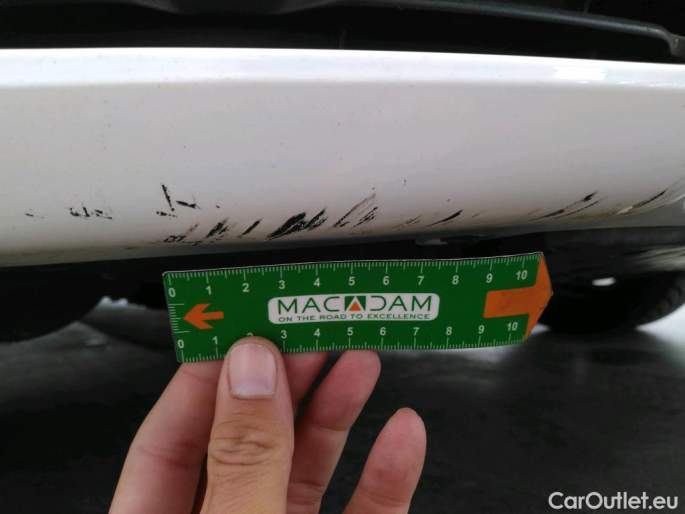 0 1 2 3 4 5 6 7 8 9 10
MACADAM
ON THE ROAD TO EXCELLENCE
0 1 2 3 4 5 6 7 8 9 10
CarOutlet.eu